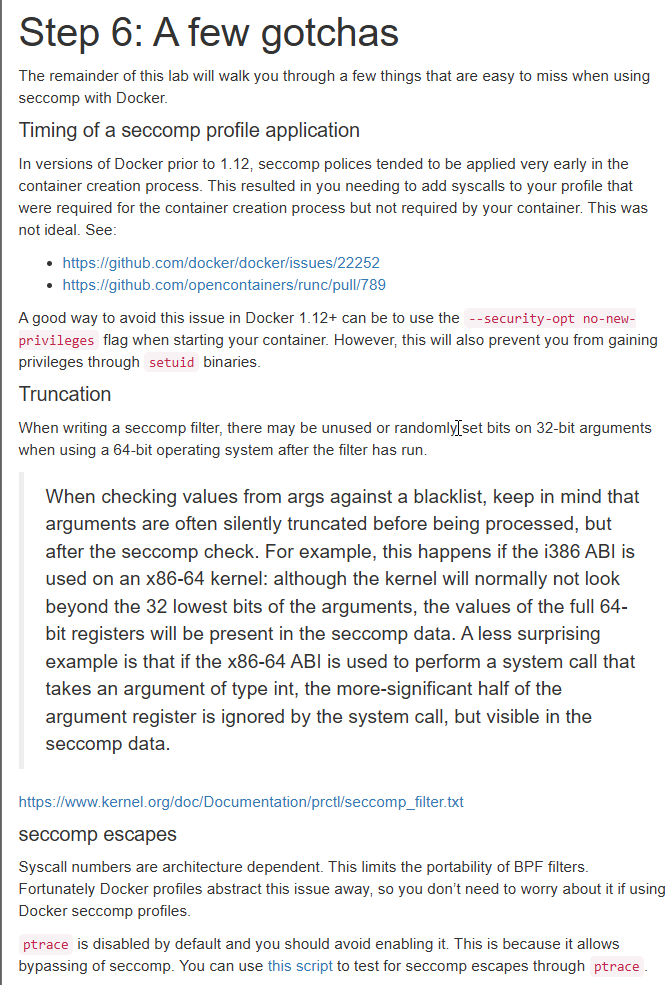 Step 6: A few gotchas
The remainder of this lab will walk you through a few things that are easy to miss when using
seccomp with Docker.
Timing of a seccomp profile application
In versions of Docker prior to 1.12, seccomp polices tended to be applied very early in the
container creation process. This resulted in you needing to add syscalls to your profile that
were required for the container creation process but not required by your container. This was
not ideal. See:
• https://github.com/docker/docker/issues/22252
• https://github.com/opencontainers/runc/pull/789
A good way to avoid this issue in Docker 1.12+ can be to use the --security-opt no-new-
privileges flag when starting your container. However, this will also prevent you from gaining
privileges through setuid binaries.
Truncation
When writing a seccomp filter, there may be unused or randomly set bits on 32-bit arguments
when using a 64-bit operating system after the filter has run.
When checking values from args against a blacklist, keep in mind that
arguments are often silently truncated before being processed, but
after the seccomp check. For example, this happens if the i386 ABI is
used on an x86-64 kernel: although the kernel will normally not look
beyond the 32 lowest bits of the arguments, the values of the full 64-
bit registers will be present in the seccomp data. A less surprising
example is that if the x86-64 ABI is used to perform a system call that
takes an argument of type int, the more-significant half of the
argument register is ignored by the system call, but visible in the
seccomp data.
https://www.kernel.org/doc/Documentation/prctl/seccomp_filter.txt
seccomp escapes
Syscall numbers are architecture dependent. This limits the portability of BPF filters.
Fortunately Docker profiles abstract this issue away, so you don’t need to worry about it if using
Docker seccomp profiles.
ptrace is disabled by default and you should avoid enabling it. This is because it allows
bypassing of seccomp. You can use this script to test for seccomp escapes through ptrace .